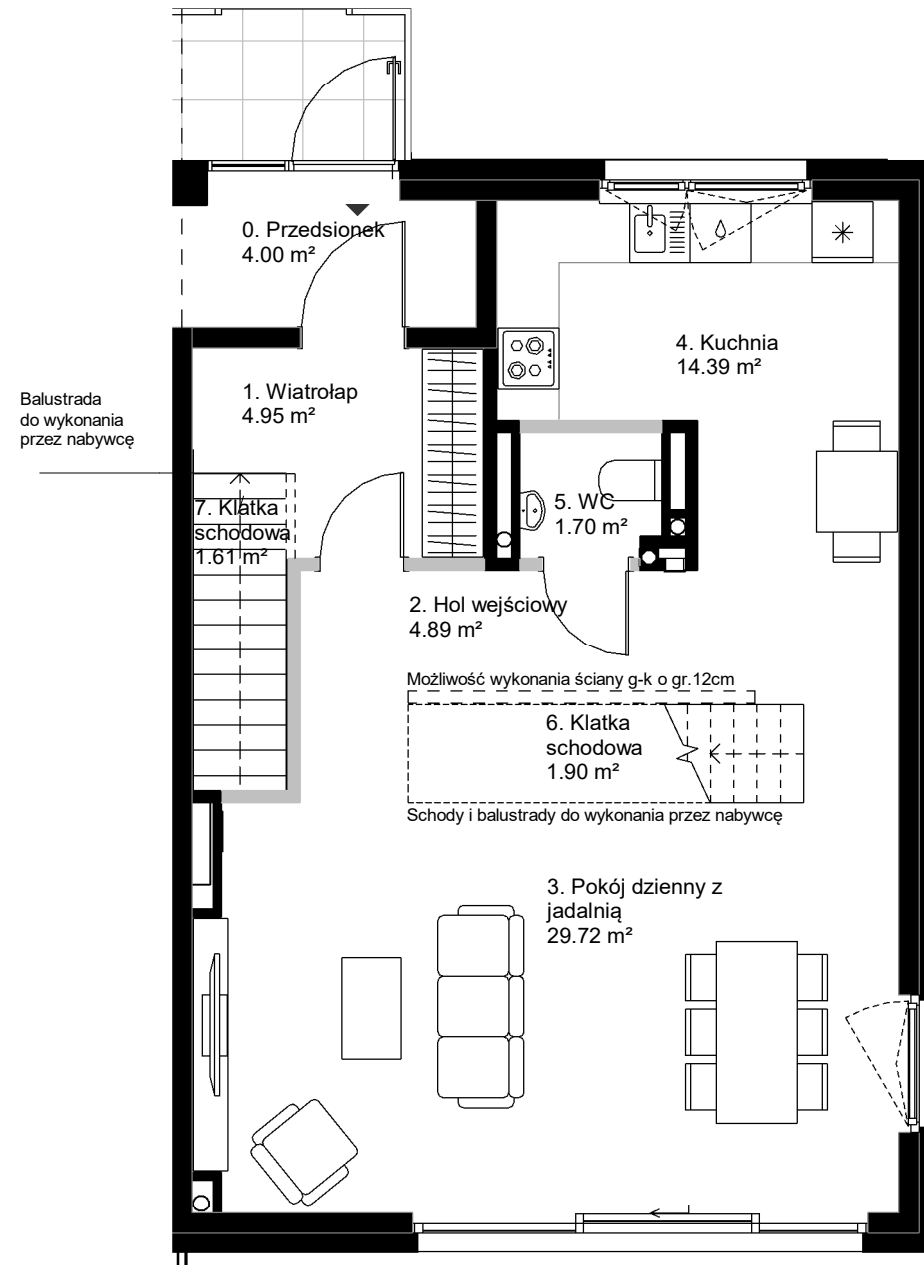 0. Przedsionek
4.00 m²
1. Wiatrołap
4.95 m²
4. Kuchnia
14.39 m²
Balustrada
do wykonania
przez nabywcę
7. Klatka
schodowa
1.61 m²
5. WC
1.70 m²
2. Hol wejściowy
4.89 m²
Możliwość wykonania ściany g-k o gr.12cm
6. Klatka
schodowa
1.90 m²
Schody i balustrady do wykonania przez nabywcę
3. Pokój dzienny z
jadalnią
29.72 m²